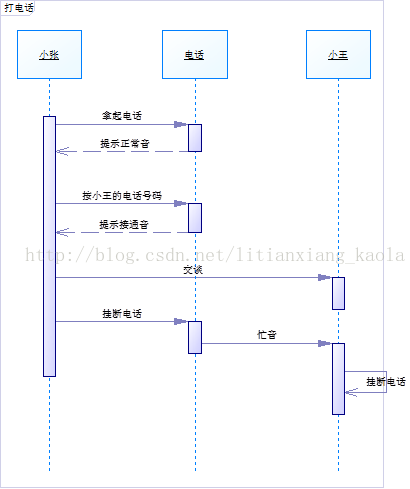 打电话
小张
电话
小王
拿起电话
提示正常音
按小王的电话号码
提示接通音
http://blog.csdn.net/litianxiang_kaola
交谈
挂断电话
忙音
挂断电话